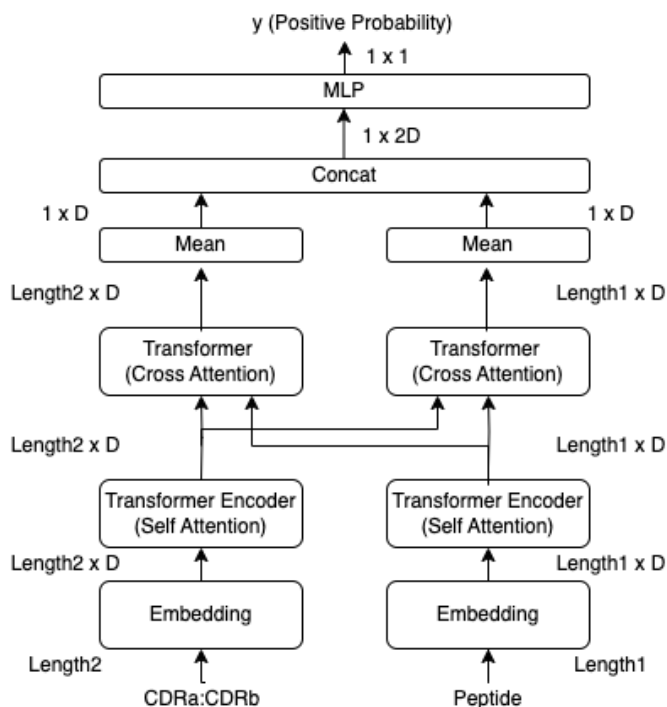 y (Positive Probability)
1 x 1
MLP
1 x 2D
Concat
1 x D
1 x D
Mean
Mean
Length2 x D
Length1 x D
Transformer
(Cross Attention)
Transformer
(Cross Attention)
Length2 x D
Length1 x D
Transformer Encoder
(Self Attention)
Transformer Encoder
(Self Attention)
Length2 x D
Length1 x D
Embedding
Embedding
Length2
Length1
CDRa:CDRb
Peptide